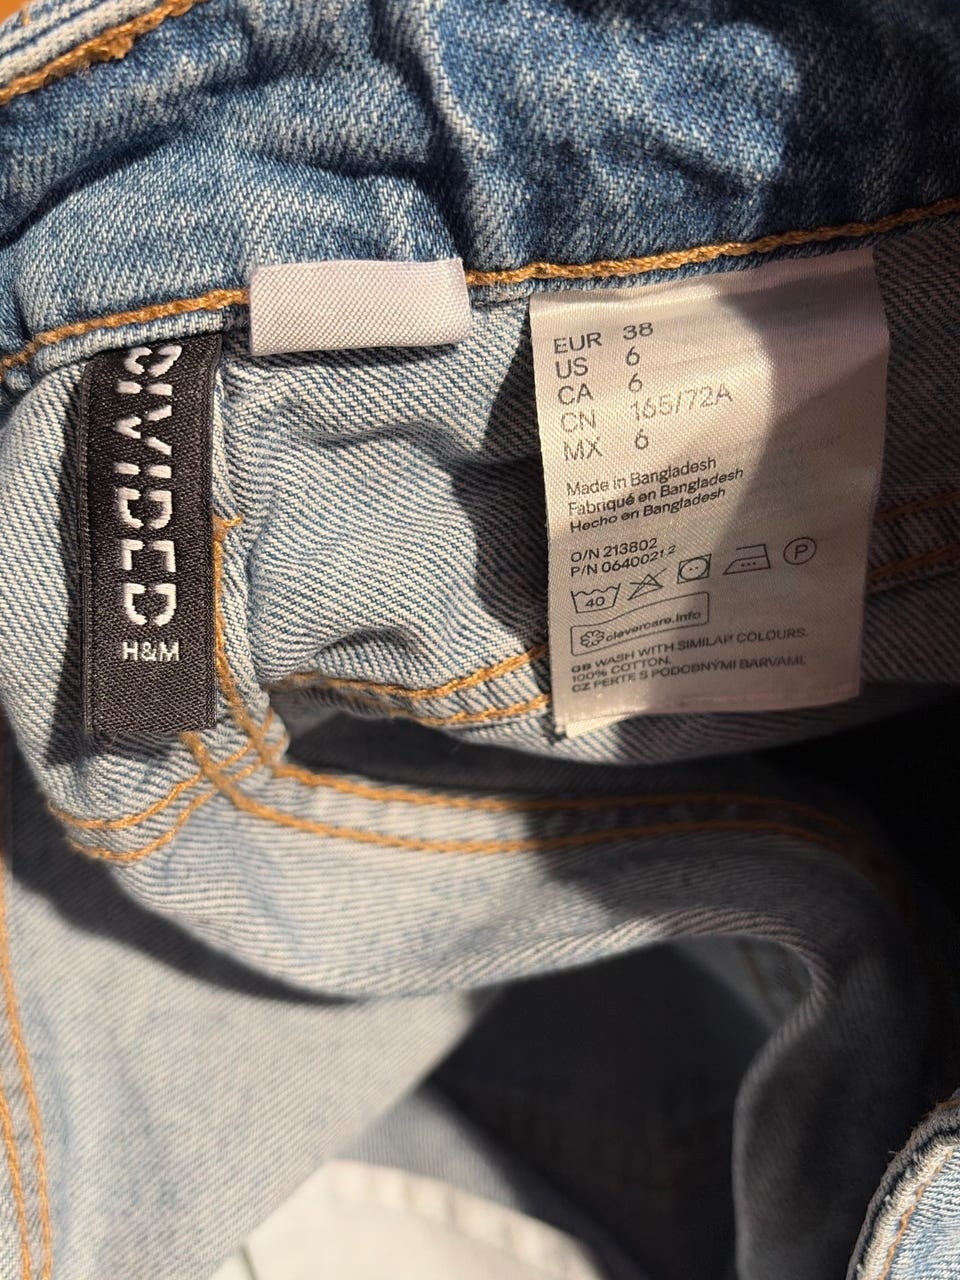 DIVIDED
H&M
EUR 38
US 6
CA 6
CN 165/72A
MX 6
Made in Bangladesh
Fabriqué en Bangladesh
Hecho en Bangladesh
O/N 213802
P/N 0640021.2
40
P
clevercare.info
GB WASH WITH SIMILAR COLOURS.
100% COTTON.
CZ PERTE S PODOBNÝMI BARVAMI.